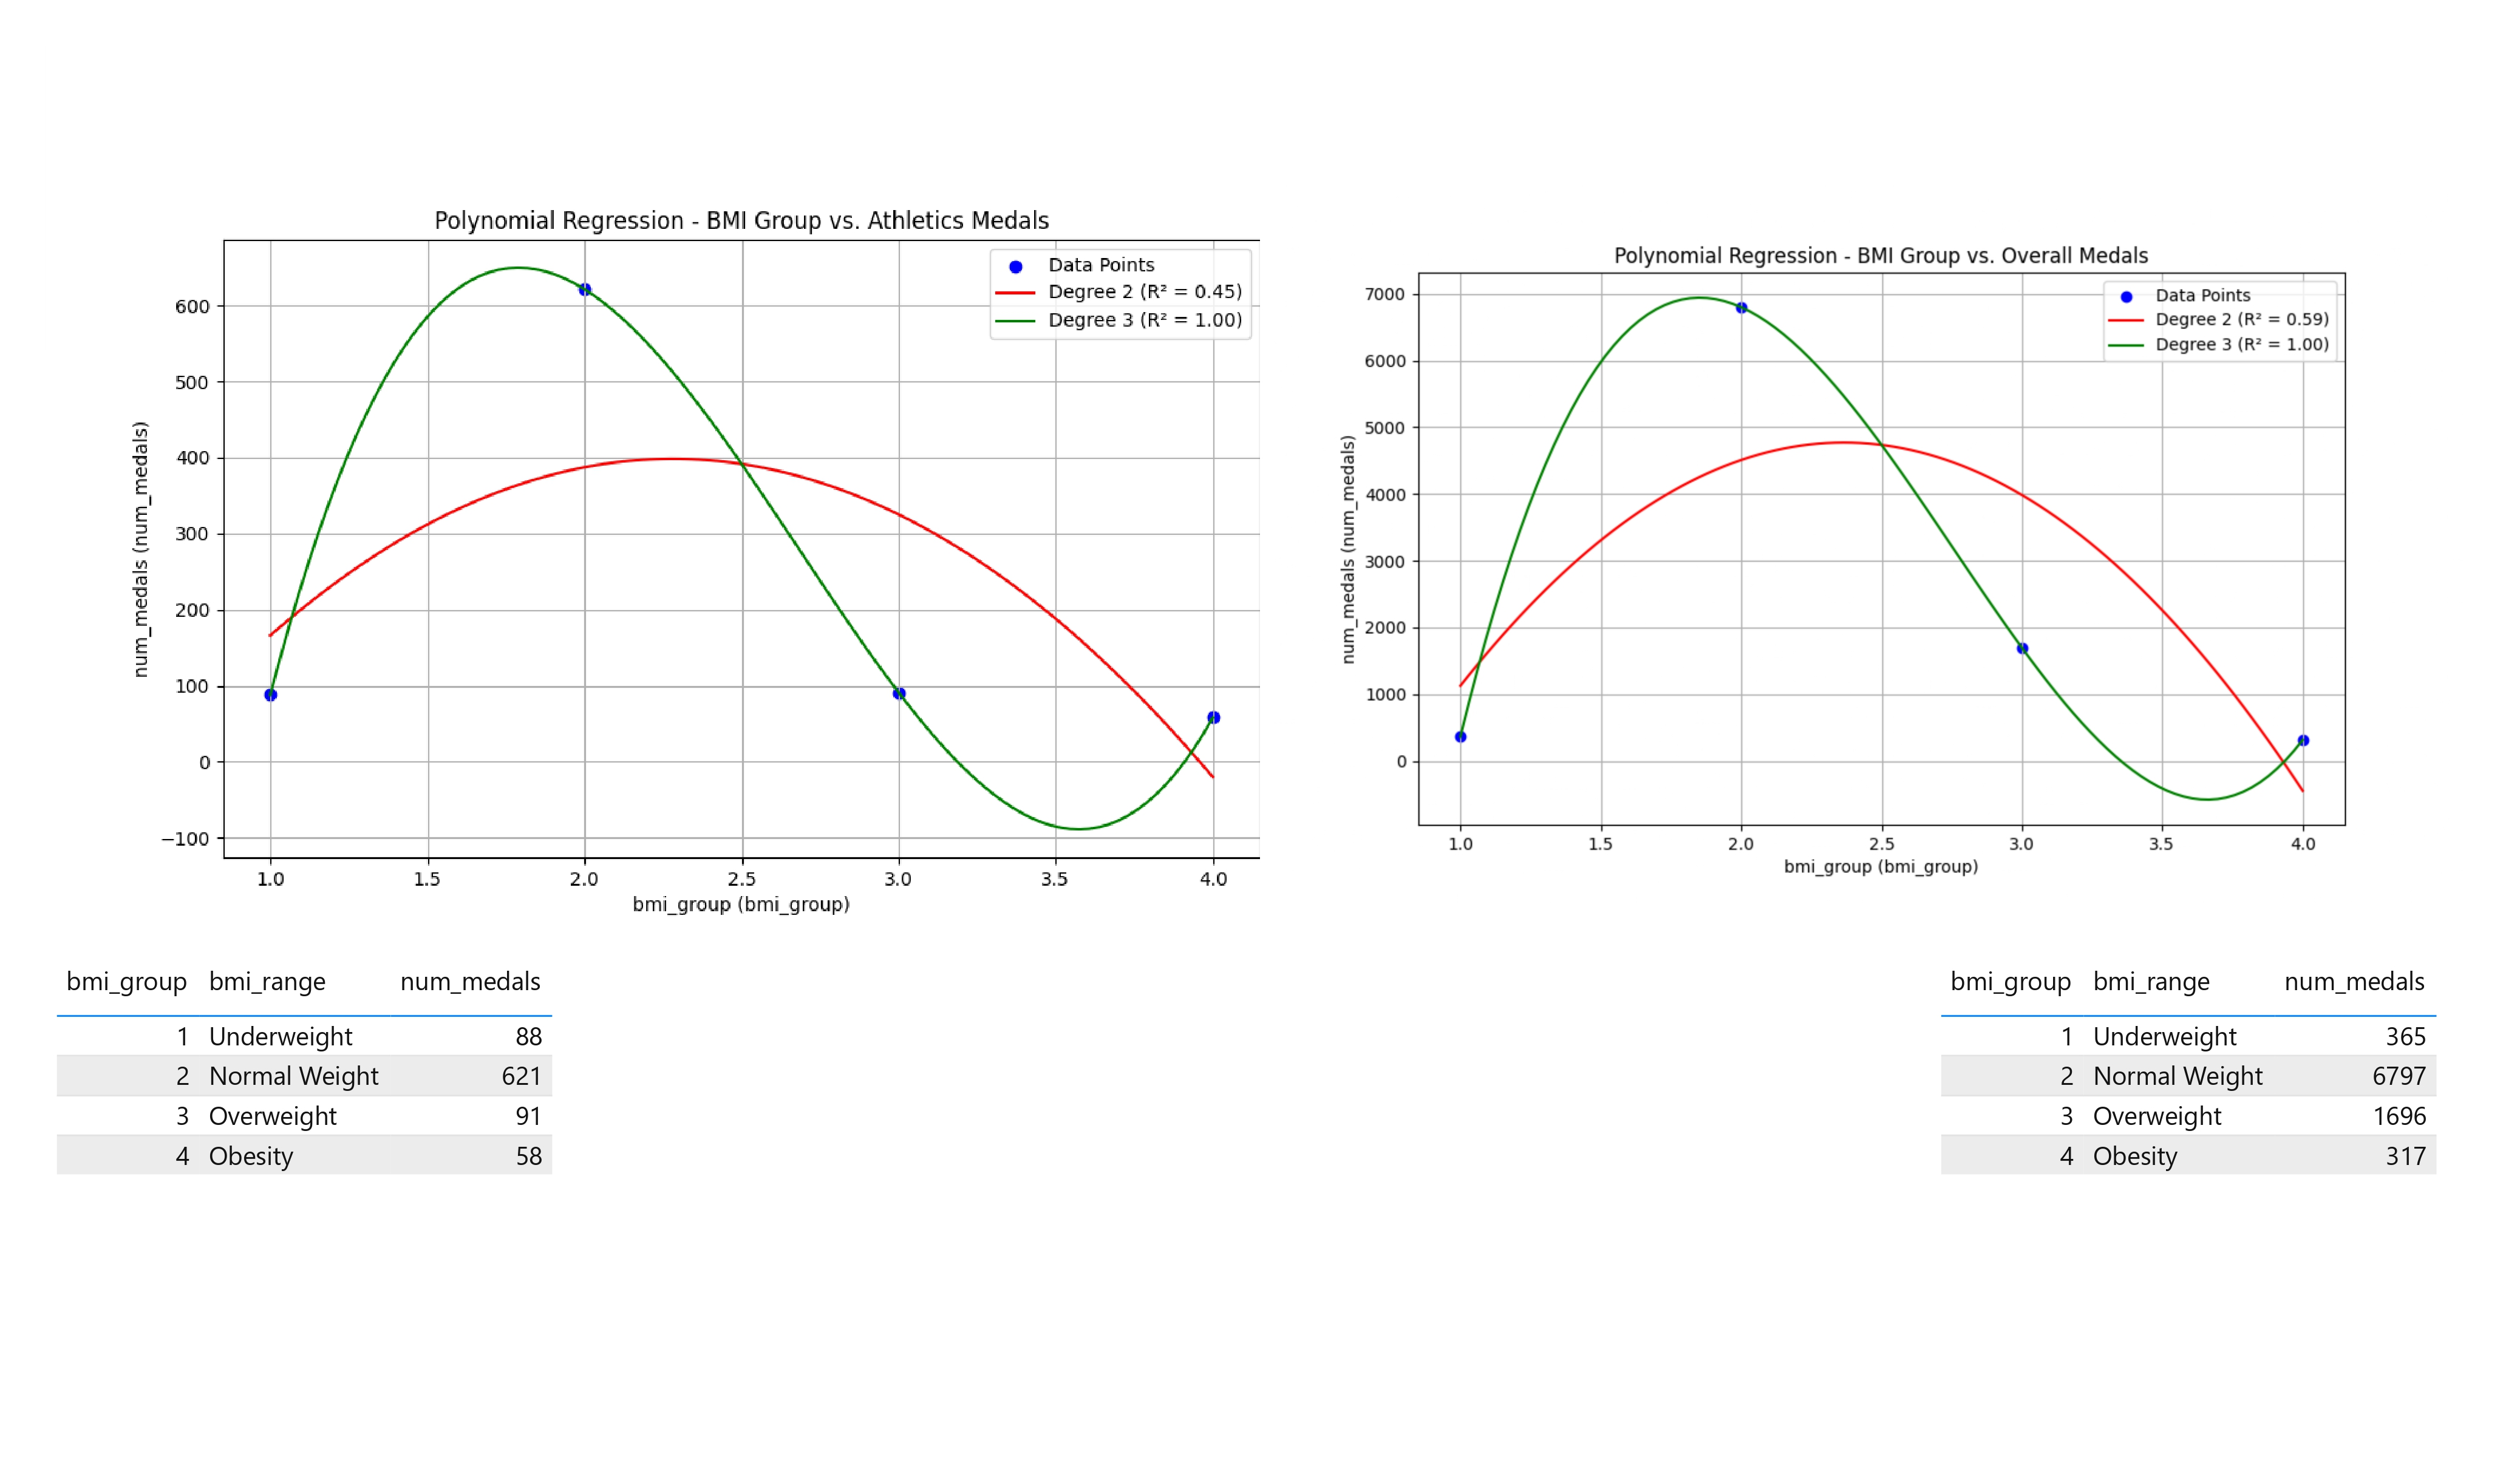 Polynomial Regression - BMI Group vs. Athletics Medals
Data Points
Degree 2 (R² = 0.45)
Degree 3 (R² = 1.00)
600
500
400
300
200
100
0
−100
num_medals (num_medals)
1.0 1.5 2.0 2.5 3.0 3.5 4.0
bmi_group (bmi_group)
Polynomial Regression - BMI Group vs. Overall Medals
Data Points
Degree 2 (R² = 0.59)
Degree 3 (R² = 1.00)
7000
6000
5000
4000
3000
2000
1000
0
num_medals (num_medals)
1.0 1.5 2.0 2.5 3.0 3.5 4.0
bmi_group (bmi_group)
bmi_group bmi_range num_medals
1 Underweight 88
2 Normal Weight 621
3 Overweight 91
4 Obesity 58
bmi_group bmi_range num_medals
1 Underweight 365
2 Normal Weight 6797
3 Overweight 1696
4 Obesity 317